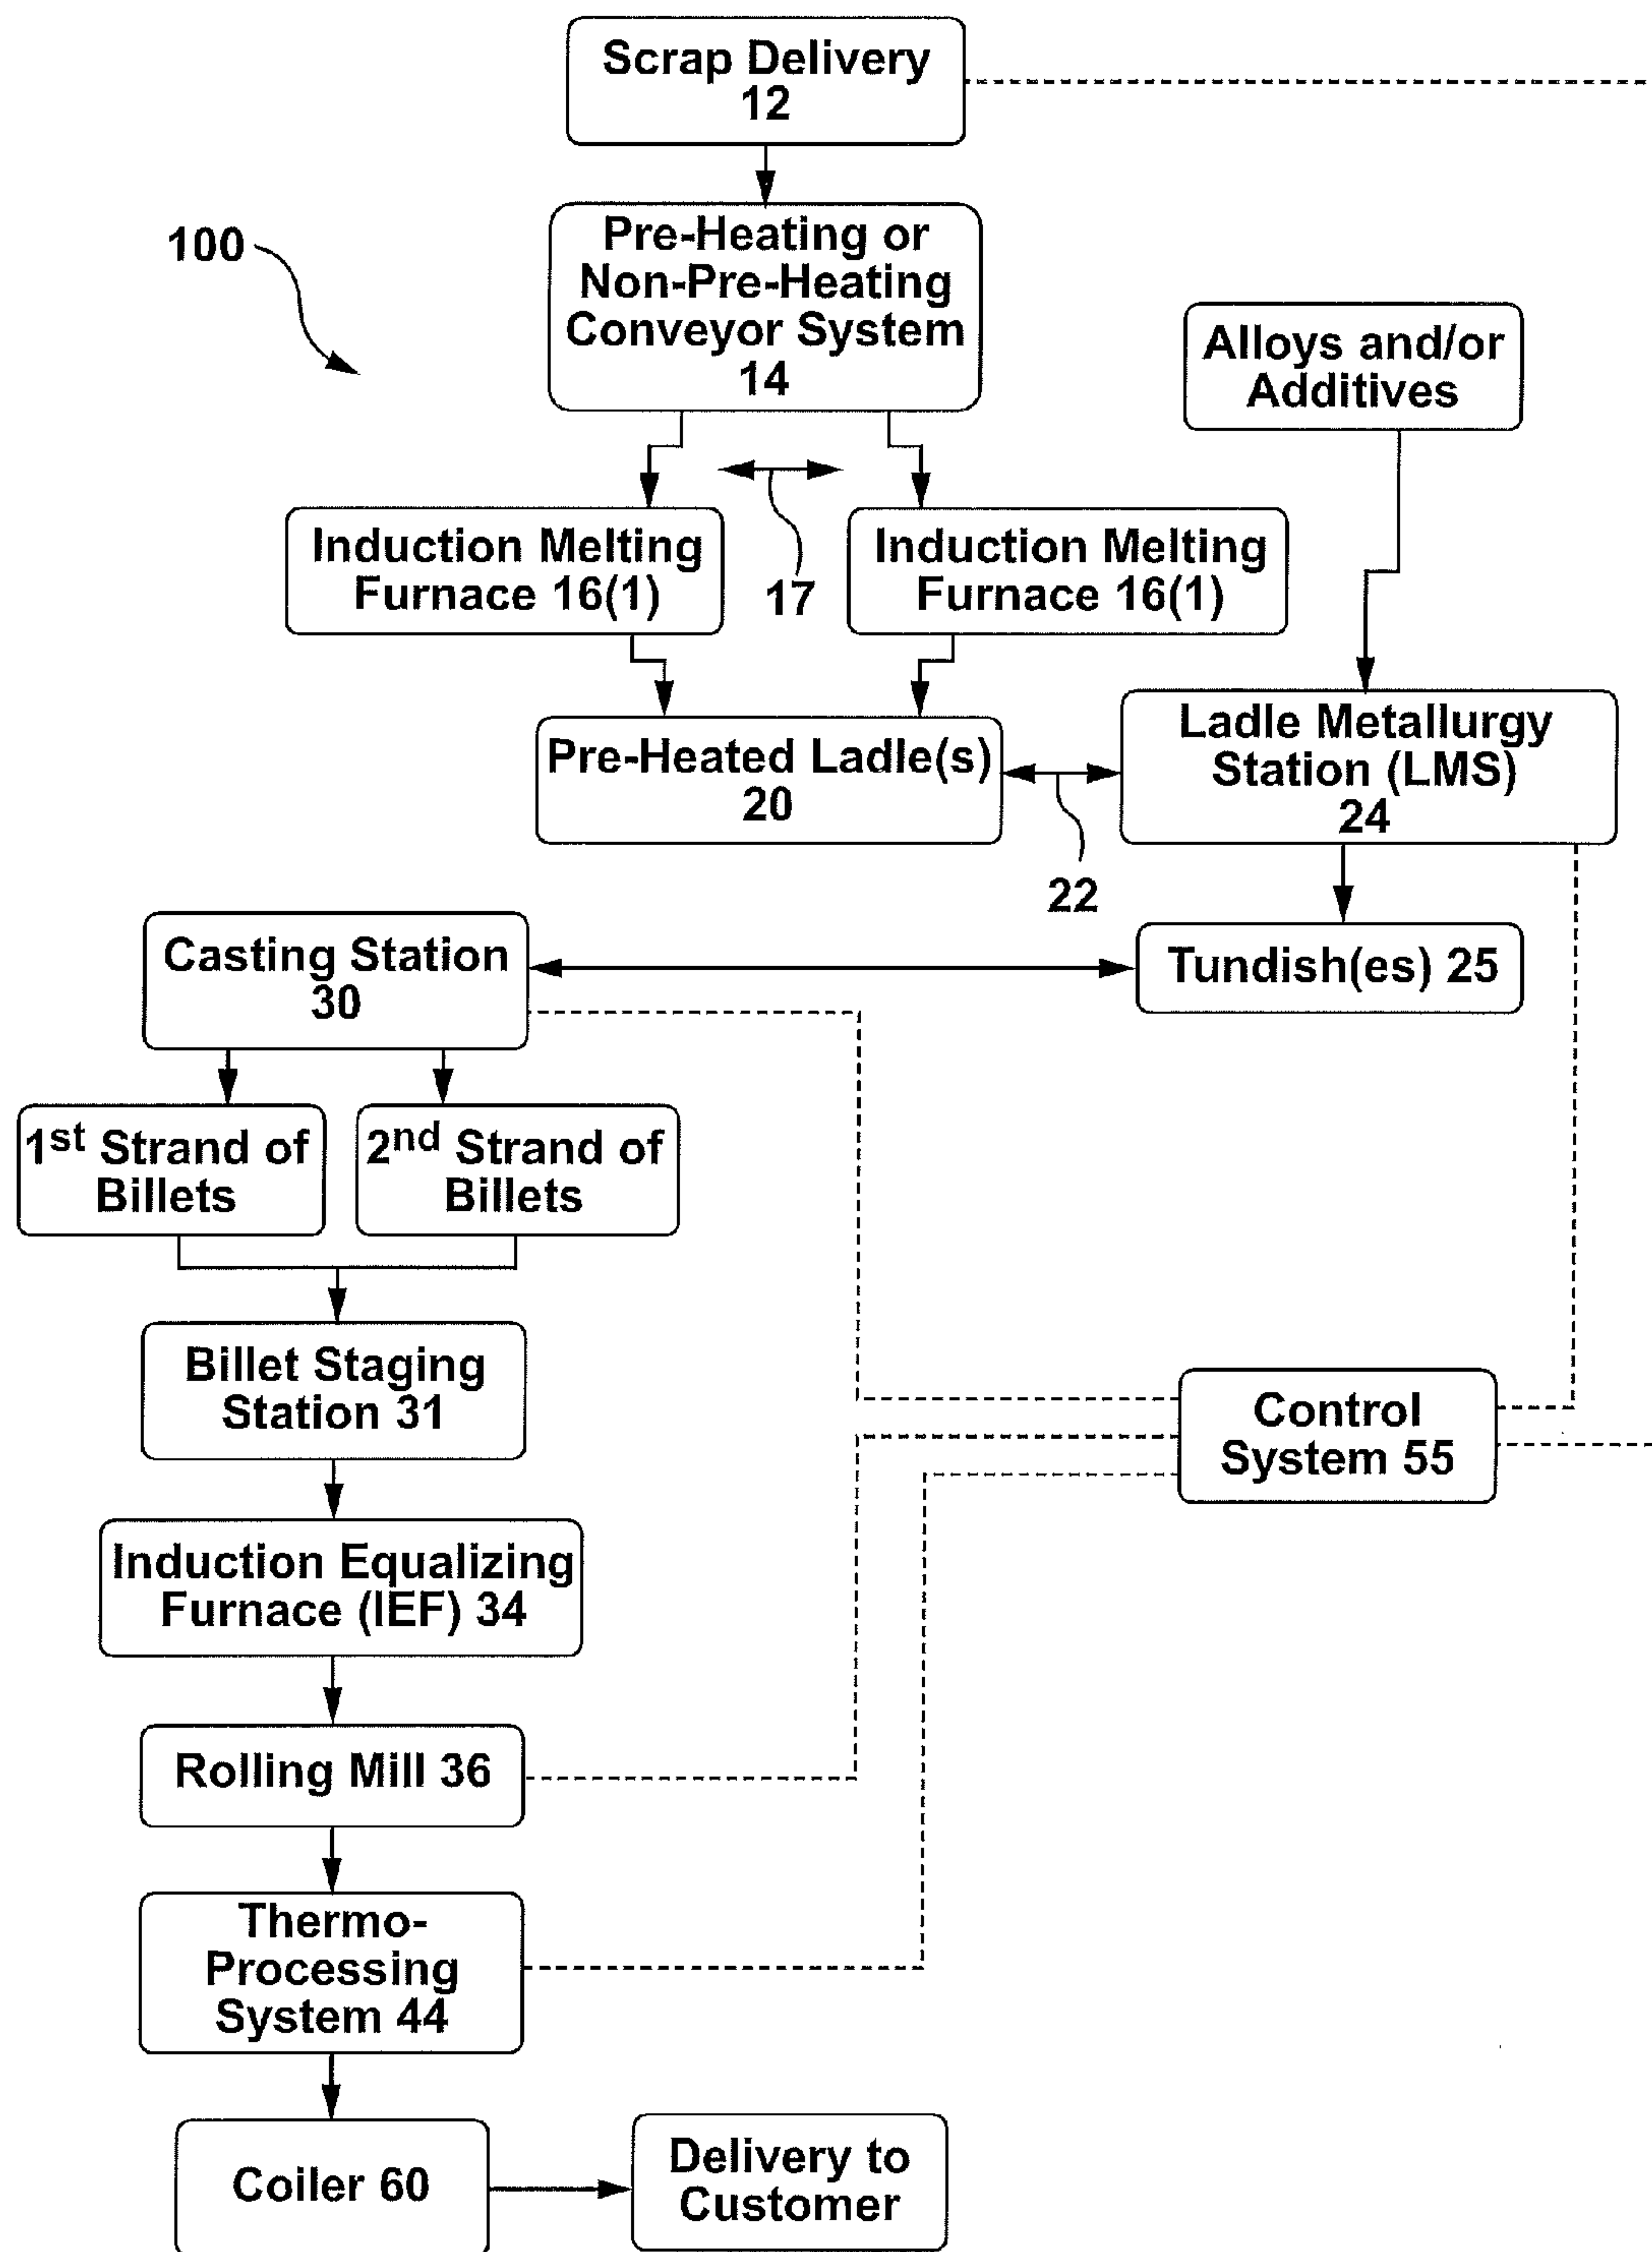 Scrap Delivery
12
100
Pre-Heating or
Non-Pre-Heating
Conveyor System
14
Alloys and/or
Additives
Induction Melting
Furnace 16(1)
17
Induction Melting
Furnace 16(1)
Pre-Heated Ladle(s)
20
22
Ladle Metallurgy
Station (LMS)
24
Casting Station
30
Tundish(es) 25
1st Strand of
Billets
2nd Strand of
Billets
Billet Staging
Station 31
Control
System 55
Induction Equalizing
Furnace (IEF) 34
Rolling Mill 36
Thermo-
Processing
System 44
Coiler 60
Delivery to
Customer